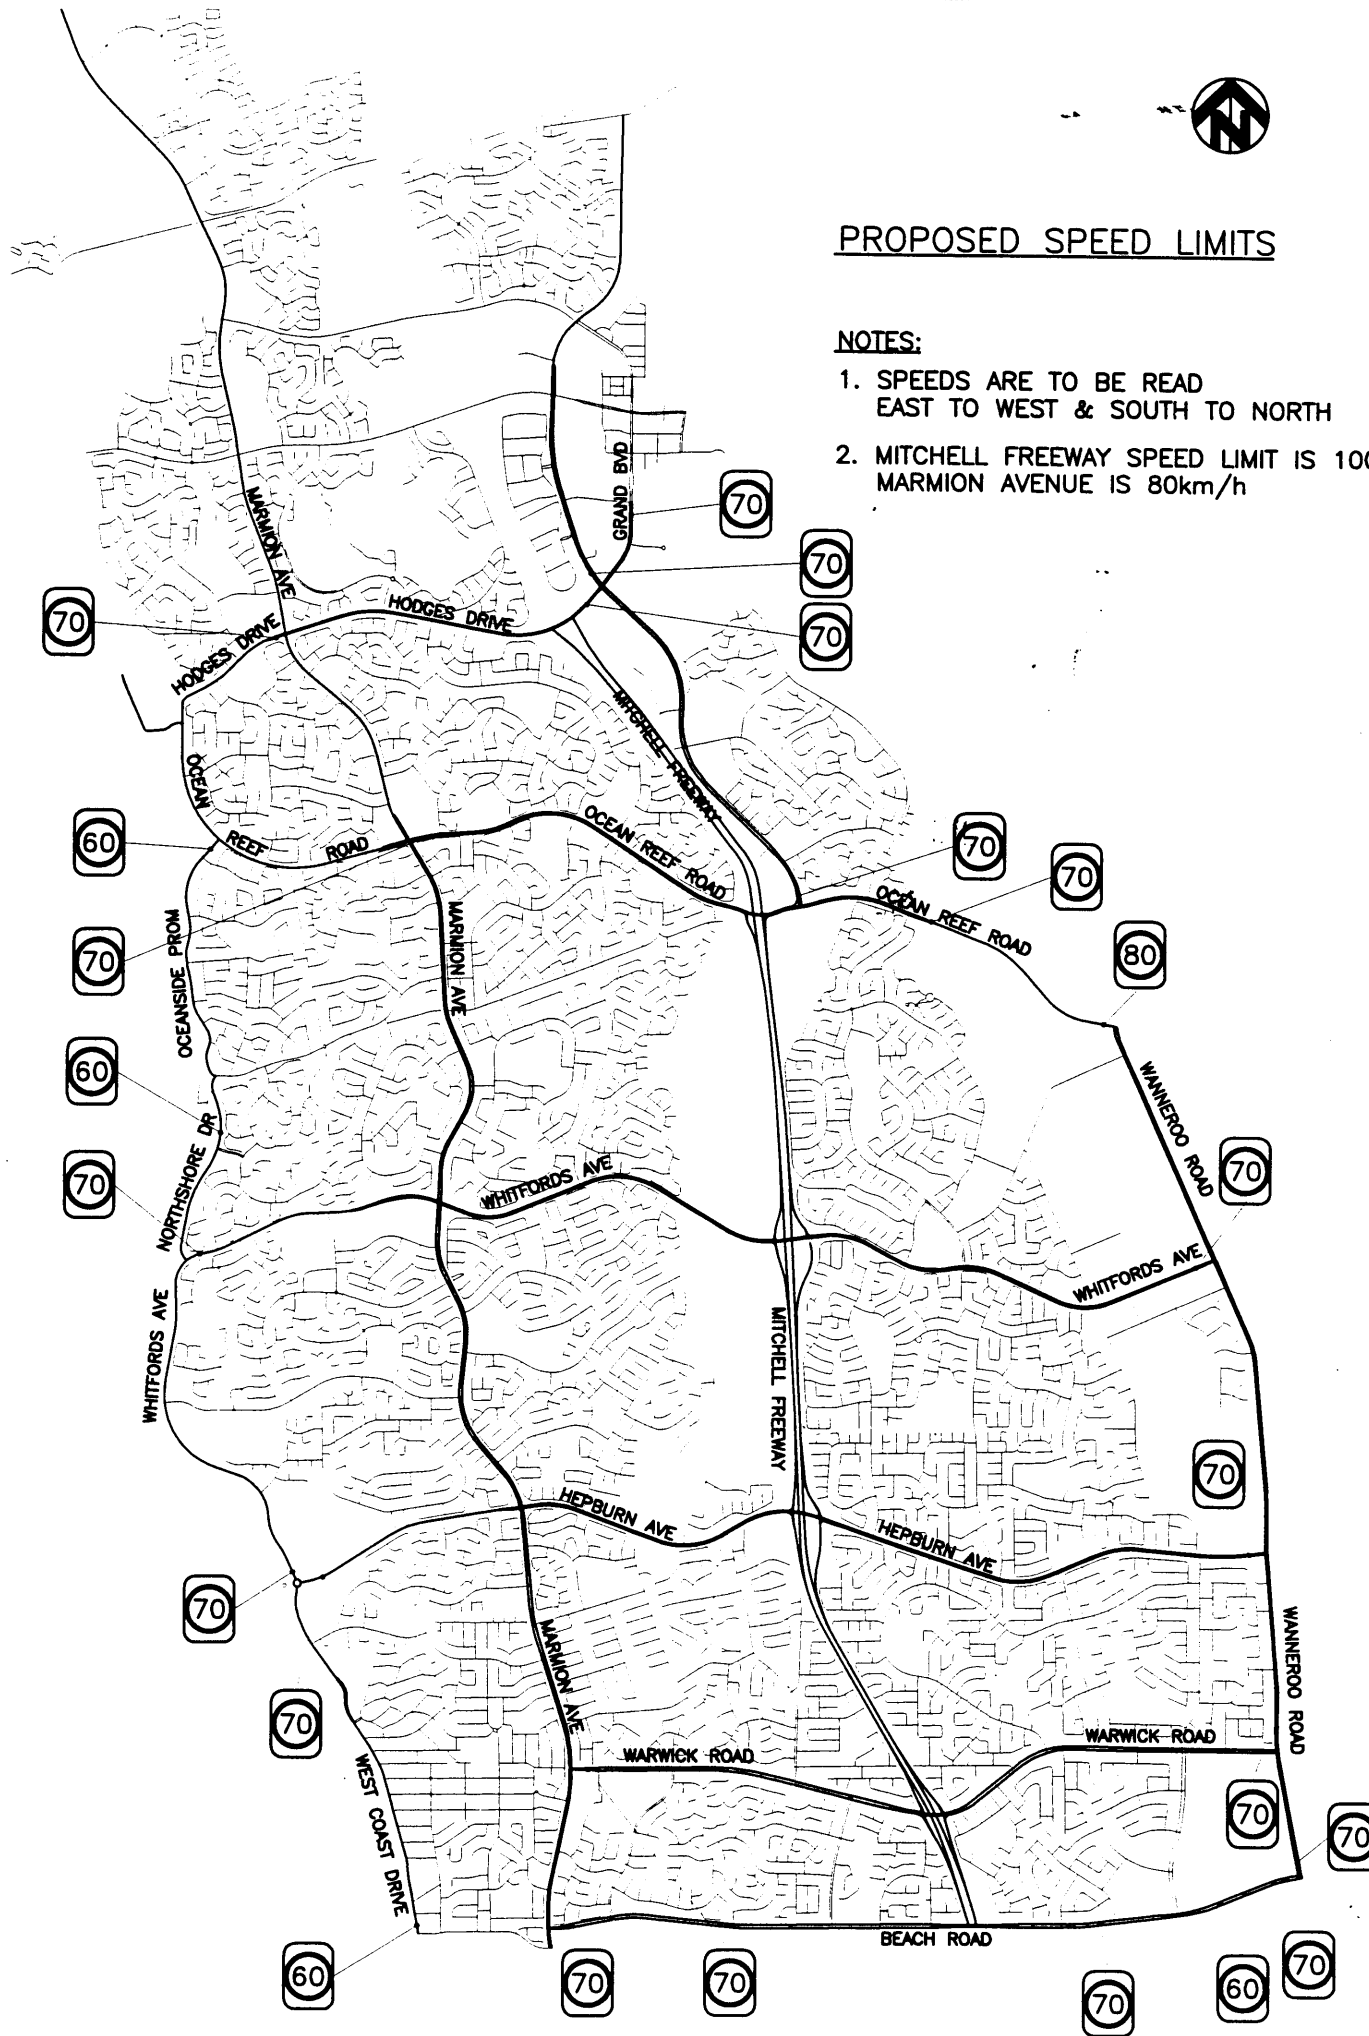 N
PROPOSED SPEED LIMITS
NOTES:
1. SPEEDS ARE TO BE READ
EAST TO WEST & SOUTH TO NORTH
2. MITCHELL FREEWAY SPEED LIMIT IS 100
MARMION AVENUE IS 80km/h
GRAND BVD
70
MARMION AVE
70
HODGES DRIVE
70
HODGES DRIVE
70
MITCHELL FREEWAY
OCEAN
REEF
ROAD
60
OCEAN REEF ROAD
70
70
OCEAN REEF ROAD
80
MARMION AVE
OCEANSIDE PROM
70
60
WANNEROO ROAD
NORTHSHORE DR
70
WHITFORDS AVE
70
WHITFORDS AVE
WHITFORDS AVE
MITCHELL FREEWAY
70
HEPBURN AVE
HEPBURN AVE
70
MARMION AVE
WANNEROO ROAD
70
WEST COAST DRIVE
WARWICK ROAD
WARWICK ROAD
70
70
BEACH ROAD
60
70
70
70
60
70